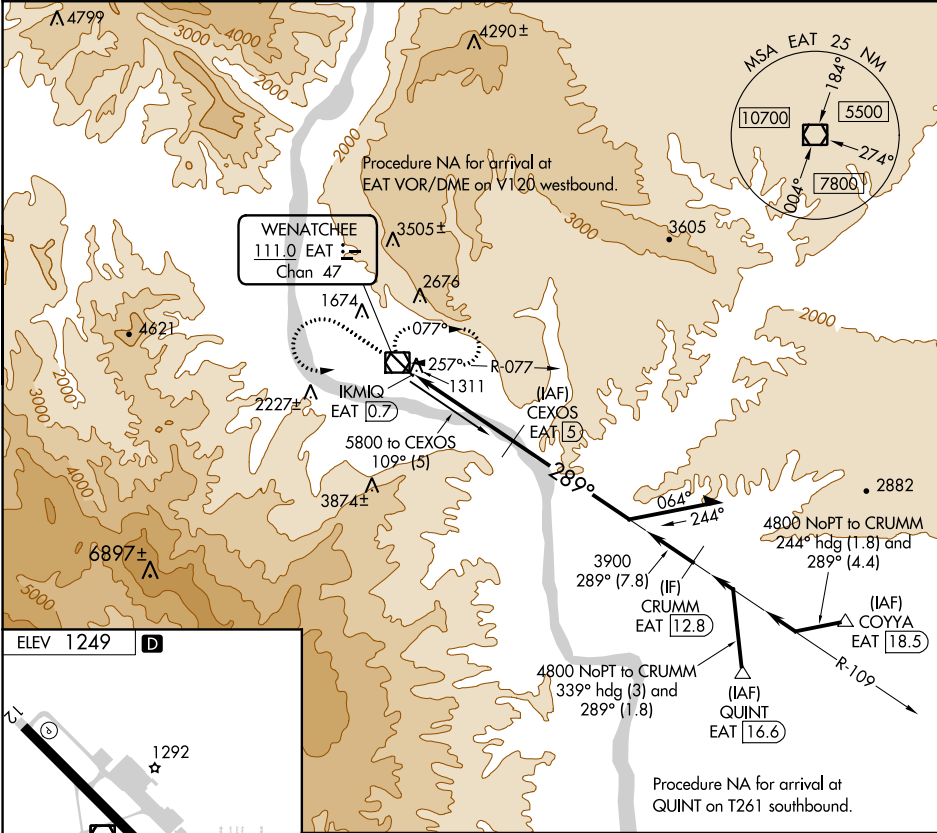 4799
3000
4000
2000
4290±
MSA EAT 25 NM
184°
10700
5500
274°
004°
7800
2000
Procedure NA for arrival at
EAT VOR/DME on V120 westbound.
3000
3605
WENATCHEE
111.0 EAT
Chan 47
3505±
2676
1674
4621
2000
077°
257°
R-077
1311
3000
2000
2227±
IKMIQ
EAT 0.7
(IAF)
CEXOS
EAT 5
5800 to CEXOS
109° (5)
289°
4000
3874±
064°
244°
2882
4800 NoPT to CRUMM
244° hdg (1.8) and
289° (4.4)
6897±
5000
3900
289° (7.8)
(IF)
CRUMM
EAT 12.8
(IAF)
COYYA
EAT 18.5
R-109
4800 NoPT to CRUMM
339° hdg (3) and
289° (1.8)
(IAF)
QUINT
EAT 16.6
Procedure NA for arrival at
QUINT on T261 southbound.
ELEV 1249 D
12
P
1292